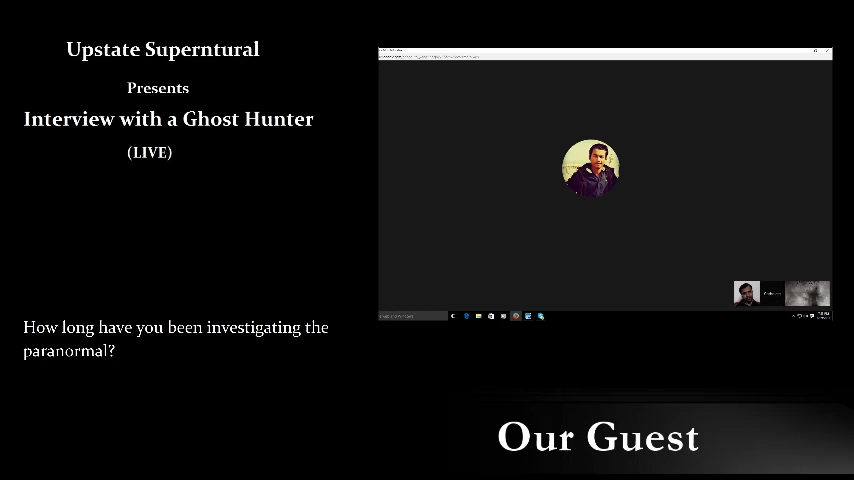 Upstate Superntural
Presents
Interview with a Ghost Hunter
(LIVE)
How long have you been investigating the
paranormal?
Our Guest